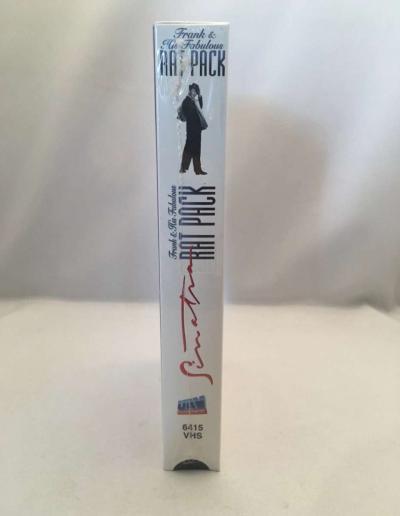 Frank &
His Fabulous
RAT PACK
Frank & His Fabulous
RAT PACK
Sinatra
6415
VHS